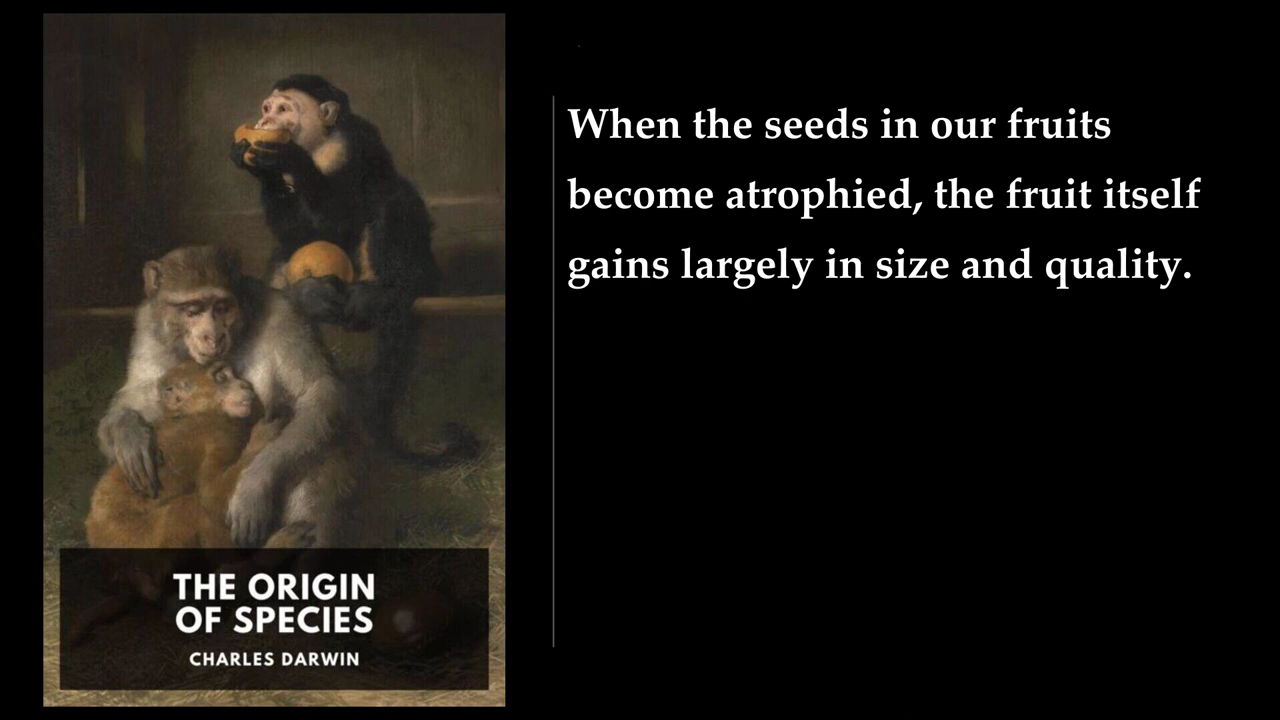 THE ORIGIN
OF SPECIES
CHARLES DARWIN
When the seeds in our fruits
become atrophied, the fruit itself
gains largely in size and quality.